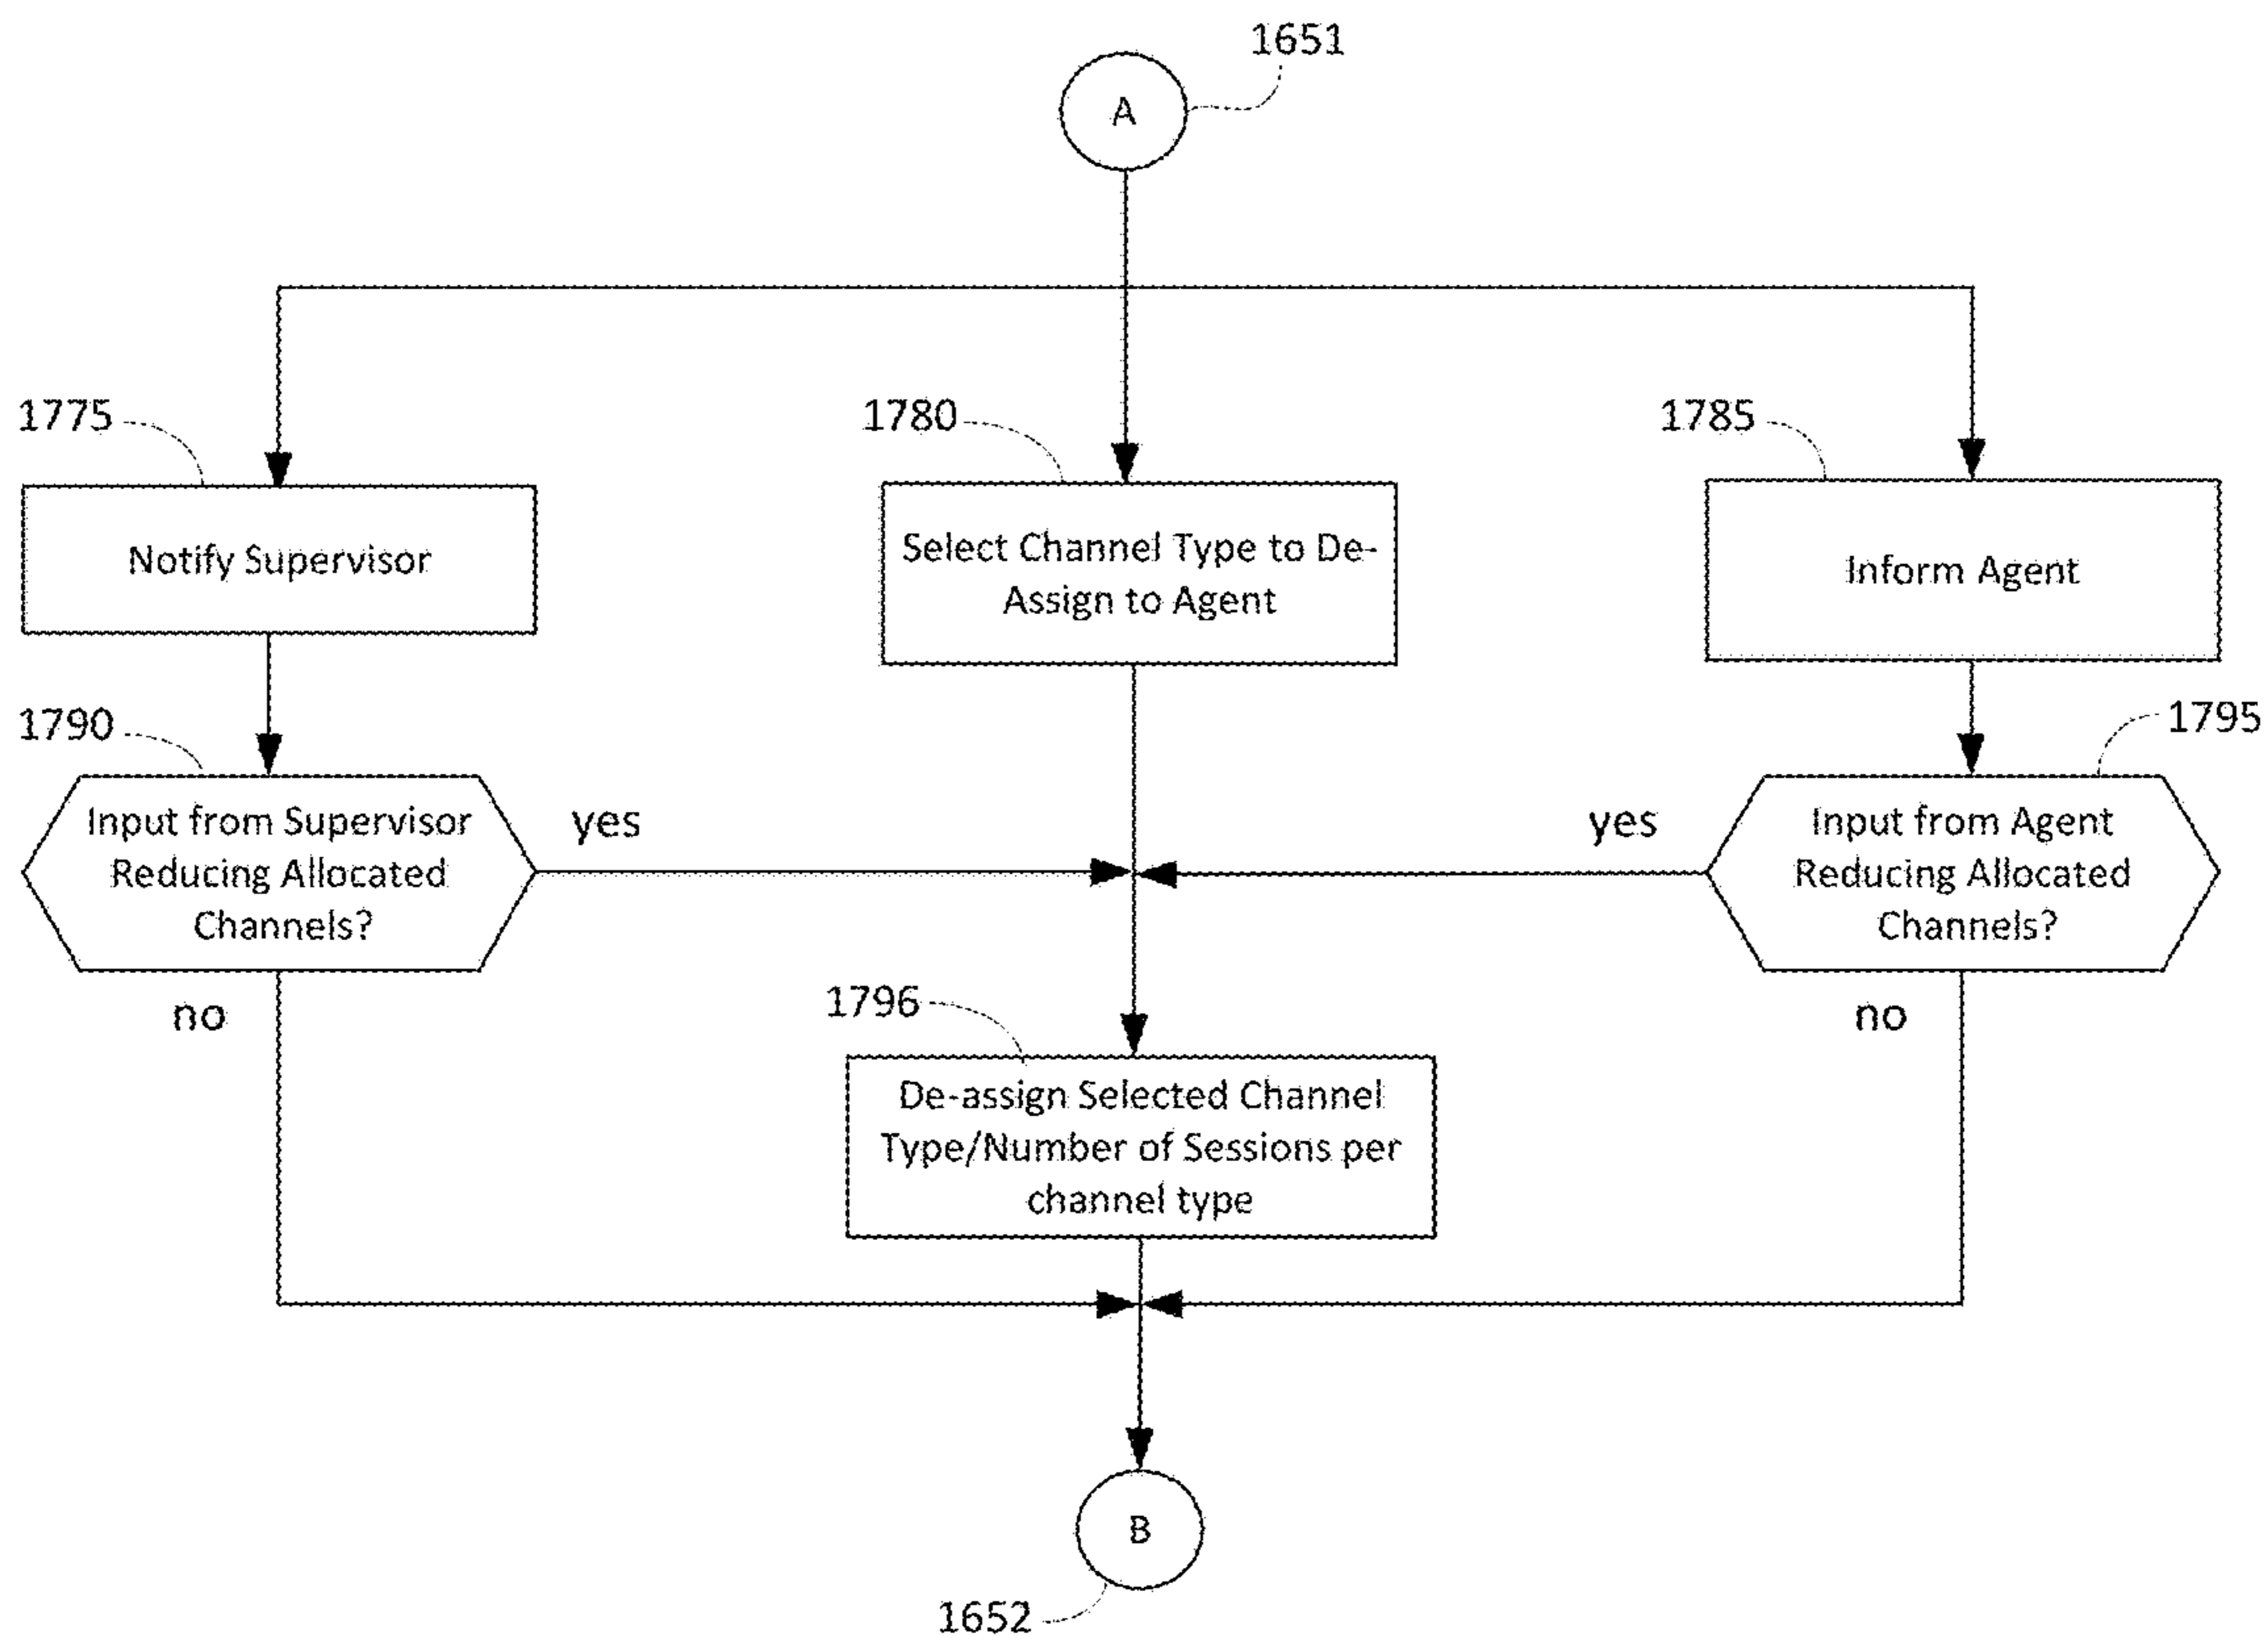 1651
A
1775
1780
1785
Notify Supervisor
Select Channel Type to De-
Assign to Agent
Inform Agent
1790
1795
Input from Supervisor
Reducing Allocated
Channels?
yes
yes
Input from Agent
Reducing Allocated
Channels?
no
1796
no
De-assign Selected Channel
Type/Number of Sessions per
channel type
B
1652